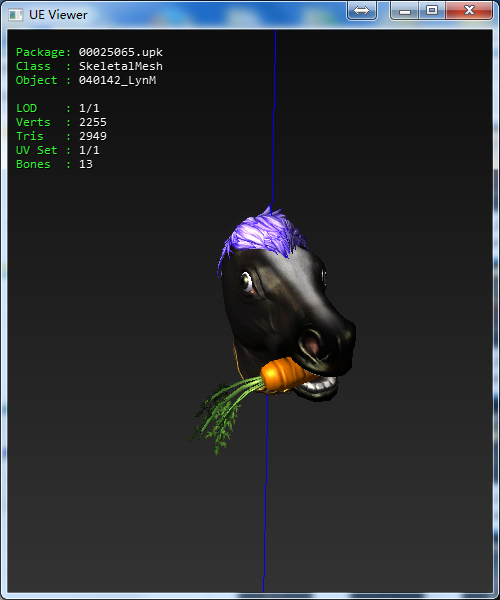 UE Viewer
Package: 00025065.upk
Class  : SkeletalMesh
Object : 040142_LynM
LOD    : 1/1
Verts  : 2255
Tris   : 2949
UV Set : 1/1
Bones  : 13